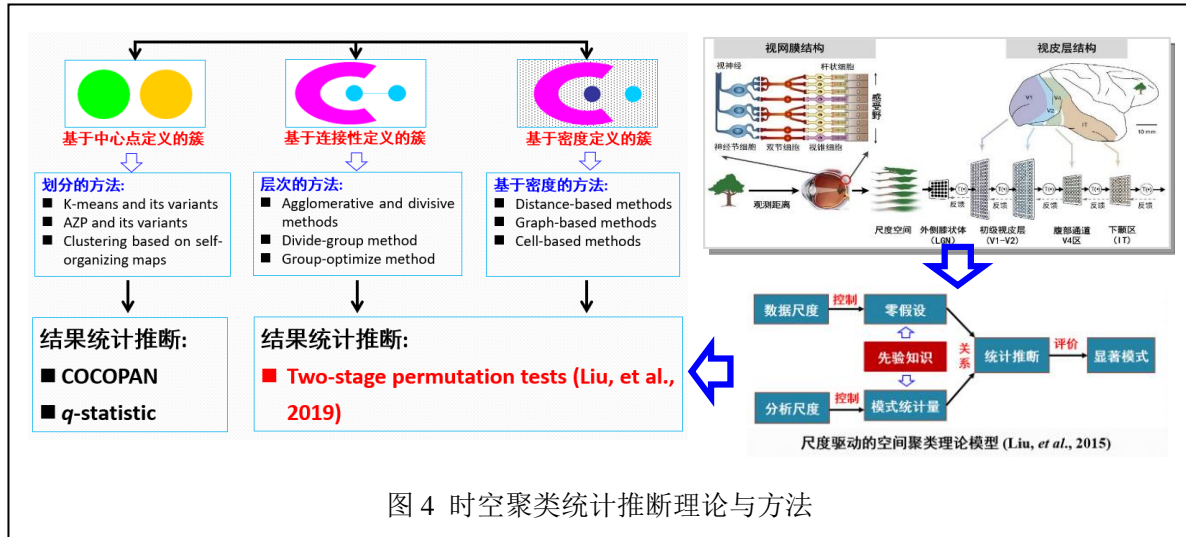 基于中心点定义的簇
基于连接性定义的簇
基于密度定义的簇
划分的方法:
■ K-means and its variants
■ AZP and its variants
■ Clustering based on self-
organizing maps
层次的方法:
■ Agglomerative and divisive
methods
■ Divide-group method
■ Group-optimize method
基于密度的方法:
■ Distance-based methods
■ Graph-based methods
■ Cell-based methods
结果统计推断:
■ COCOPAN
■ q-statistic
结果统计推断:
■ Two-stage permutation tests (Liu, et al.,
2019)
视网膜结构
视皮层结构
视神经
杆状细胞
感受野
神经节细胞
双节细胞
视锥细胞
V1
V2
V4
IT
10 mm
观测距离
T(•)
T(•)
T(•)
T(•)
T(•)
反馈
反馈
反馈
反馈
反馈
尺度空间
外侧膝状体
(LGN)
初级视皮层
(V1-V2)
腹部通道
V4区
下颞区
(IT)
数据尺度
控制
零假设
先验知识
关系
统计推断
评价
显著模式
分析尺度
控制
模式统计量
尺度驱动的空间聚类理论模型 (Liu, et al., 2015)
图 4 时空聚类统计推断理论与方法